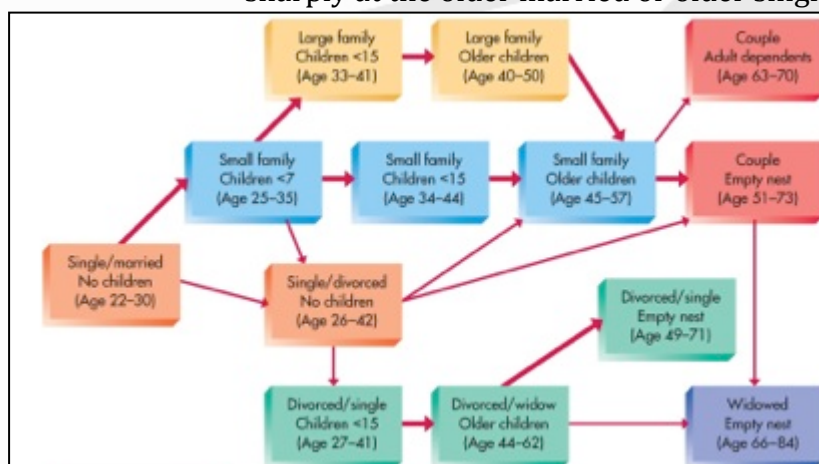 Large family
Children <15
(Age 33–41)
Large family
Older children
(Age 40–50)
Couple
Adult dependents
(Age 63–70)
Small family
Children <7
(Age 25–35)
Small family
Children <15
(Age 34–44)
Small family
Older children
(Age 45–57)
Couple
Empty nest
(Age 51–73)
Single/married
No children
(Age 22–30)
Single/divorced
No children
(Age 26–42)
Divorced/single
Empty nest
(Age 49–71)
Divorced/single
Children <15
(Age 27–41)
Divorced/widow
Older children
(Age 44–62)
Widowed
Empty nest
(Age 66–84)